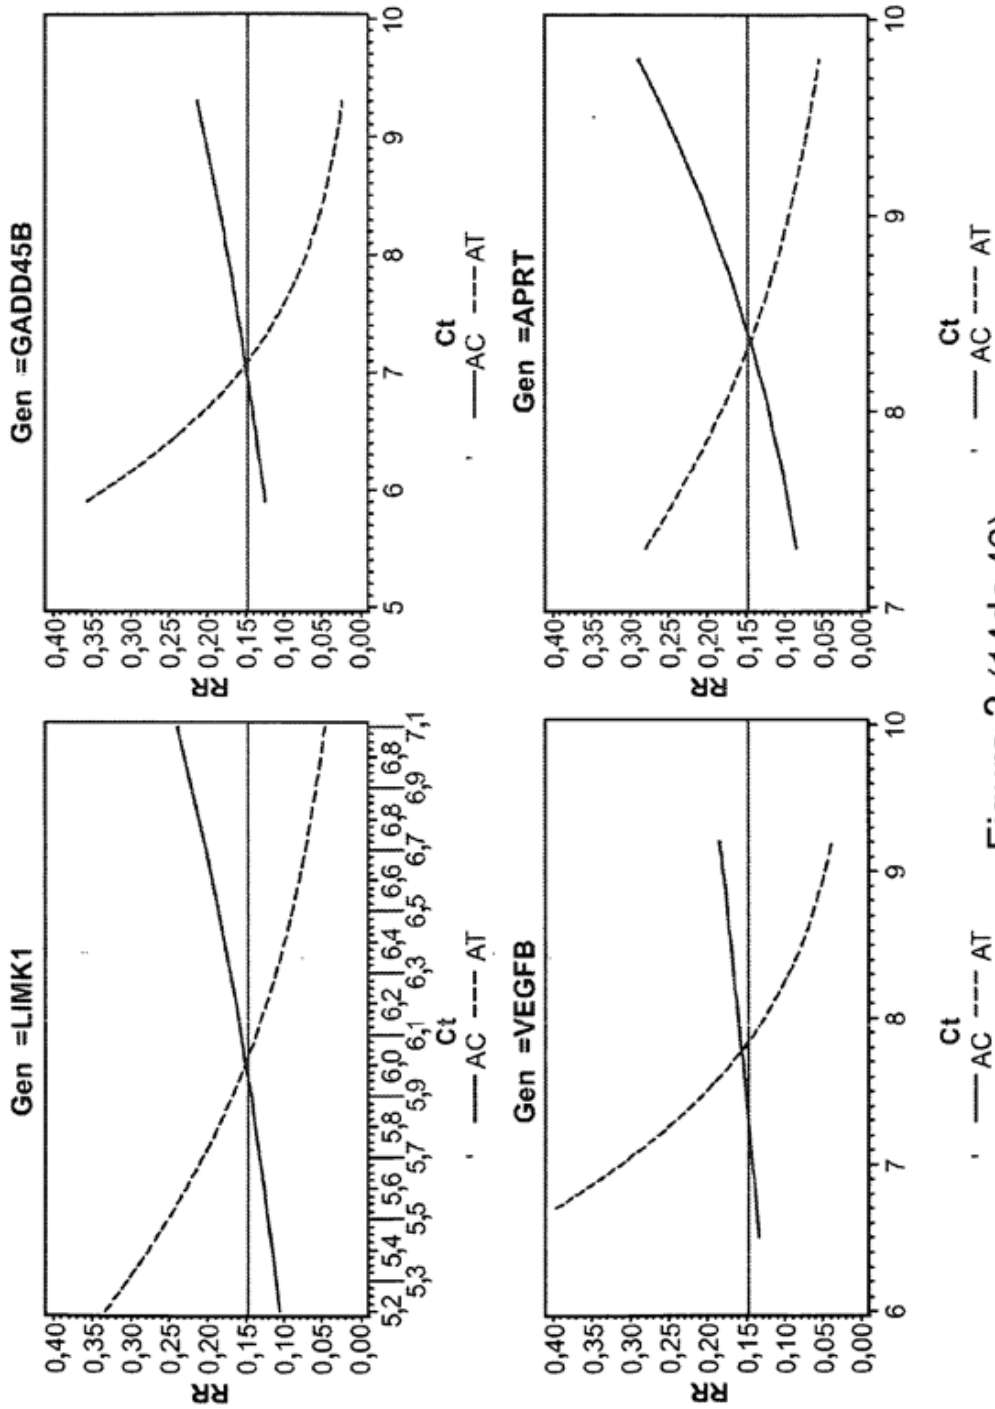 Gen =LIMK1
RR
0,40
0,35
0,30
0,25
0,20
0,15
0,10
0,05
0,00
5,2 5,4 5,6 5,8 6,0 6,2 6,4 6,6 6,8 6,8
5,3 5,5 5,7 5,9 6,1 6,3 6,5 6,7 6,9 7,1
Ct
AC AT
Gen =GADD45B
RR
0,40
0,35
0,30
0,25
0,20
0,15
0,10
0,05
0,00
5 6 7 8 9 10
Ct
AC AT
Gen =VEGFB
RR
0,40
0,35
0,30
0,25
0,20
0,15
0,10
0,05
0,00
6 7 8 9 10
Ct
AC AT
Gen =APRT
RR
0,40
0,35
0,30
0,25
0,20
0,15
0,10
0,05
0,00
7 8 9 10
Ct
AC AT